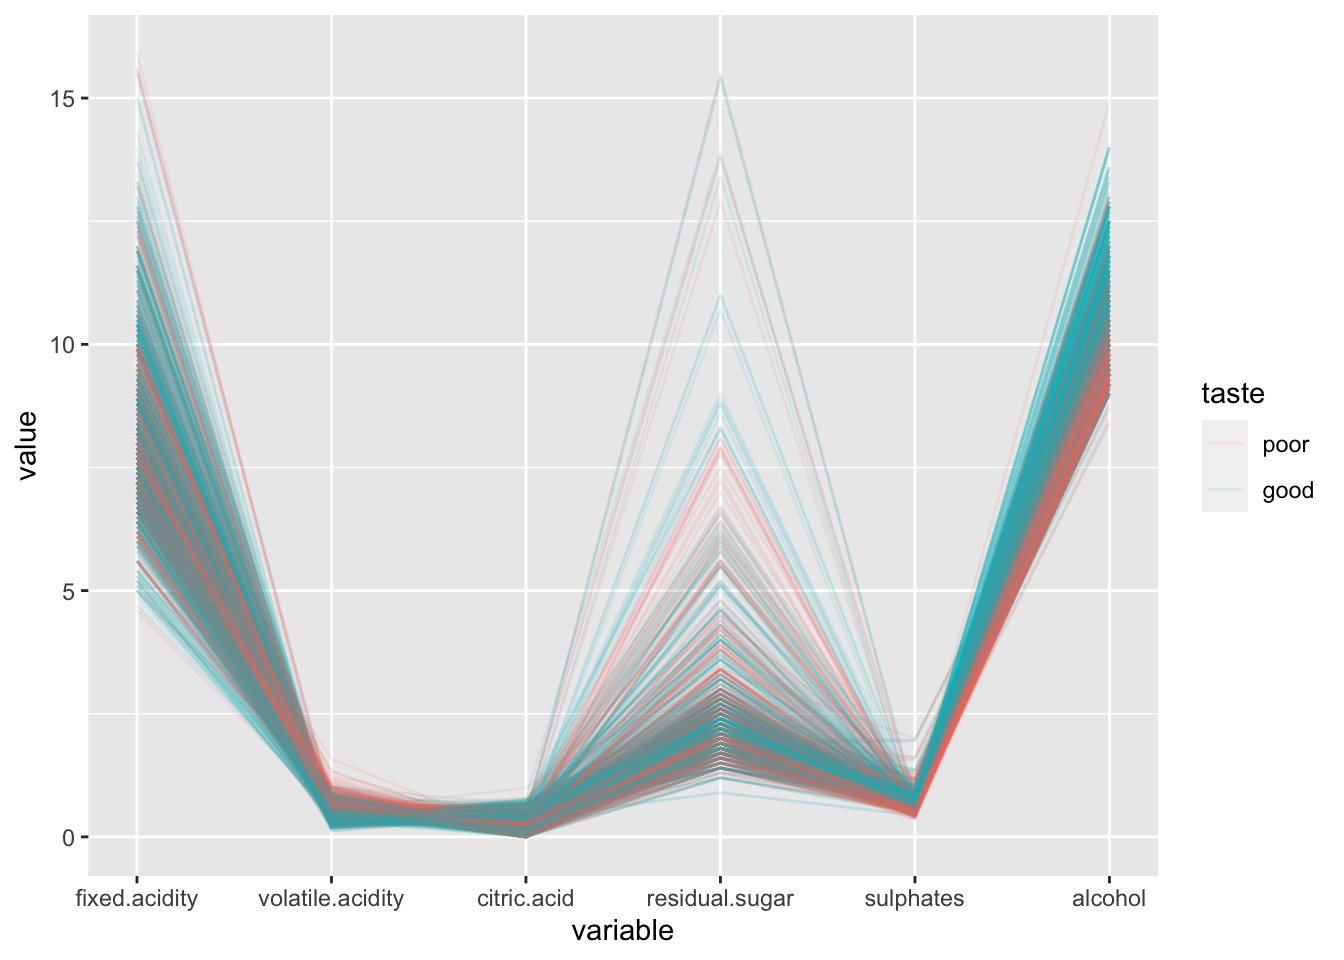 value
15
10
5
0
fixed.acidity
volatile.acidity
citric.acid
residual.sugar
sulphates
alcohol
variable
taste
poor
good